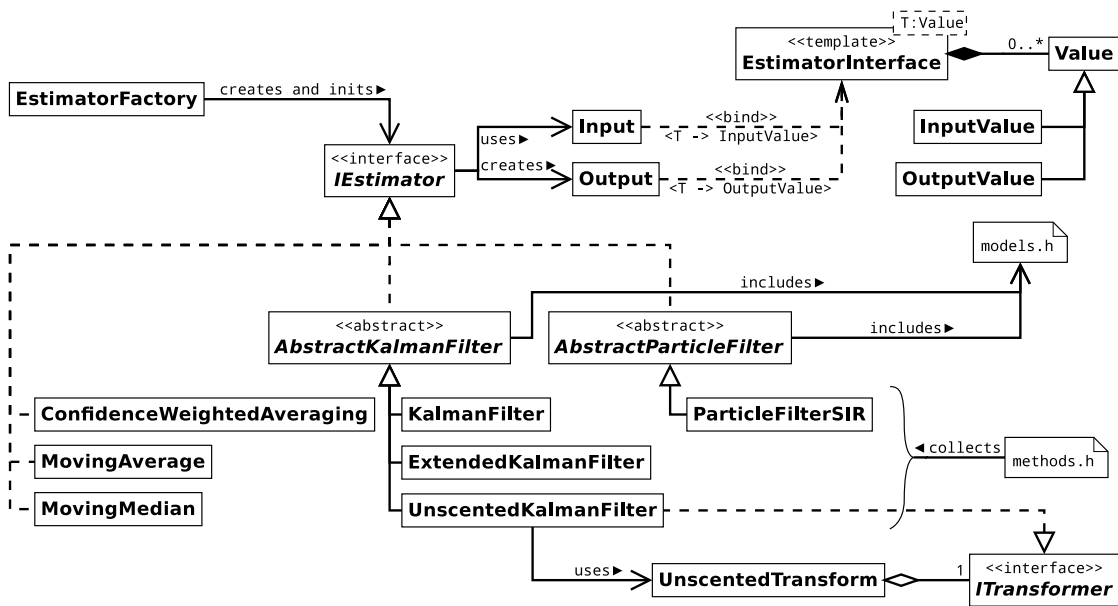 T:Value
<<template>>
EstimatorInterface
0..*
Value
EstimatorFactory
creates and inits▶
Input
<<bind>>
<T -> InputValue>
InputValue
uses▶
<<interface>>
IEstimator
creates▶
Output
<<bind>>
<T -> OutputValue>
OutputValue
models.h
includes▶
<<abstract>>
AbstractKalmanFilter
<<abstract>>
AbstractParticleFilter
includes▶
ConfidenceWeightedAveraging
KalmanFilter
ParticleFilterSIR
◀collects
methods.h
MovingAverage
ExtendedKalmanFilter
MovingMedian
UnscentedKalmanFilter
uses▶
UnscentedTransform
1
<<interface>>
ITransformer